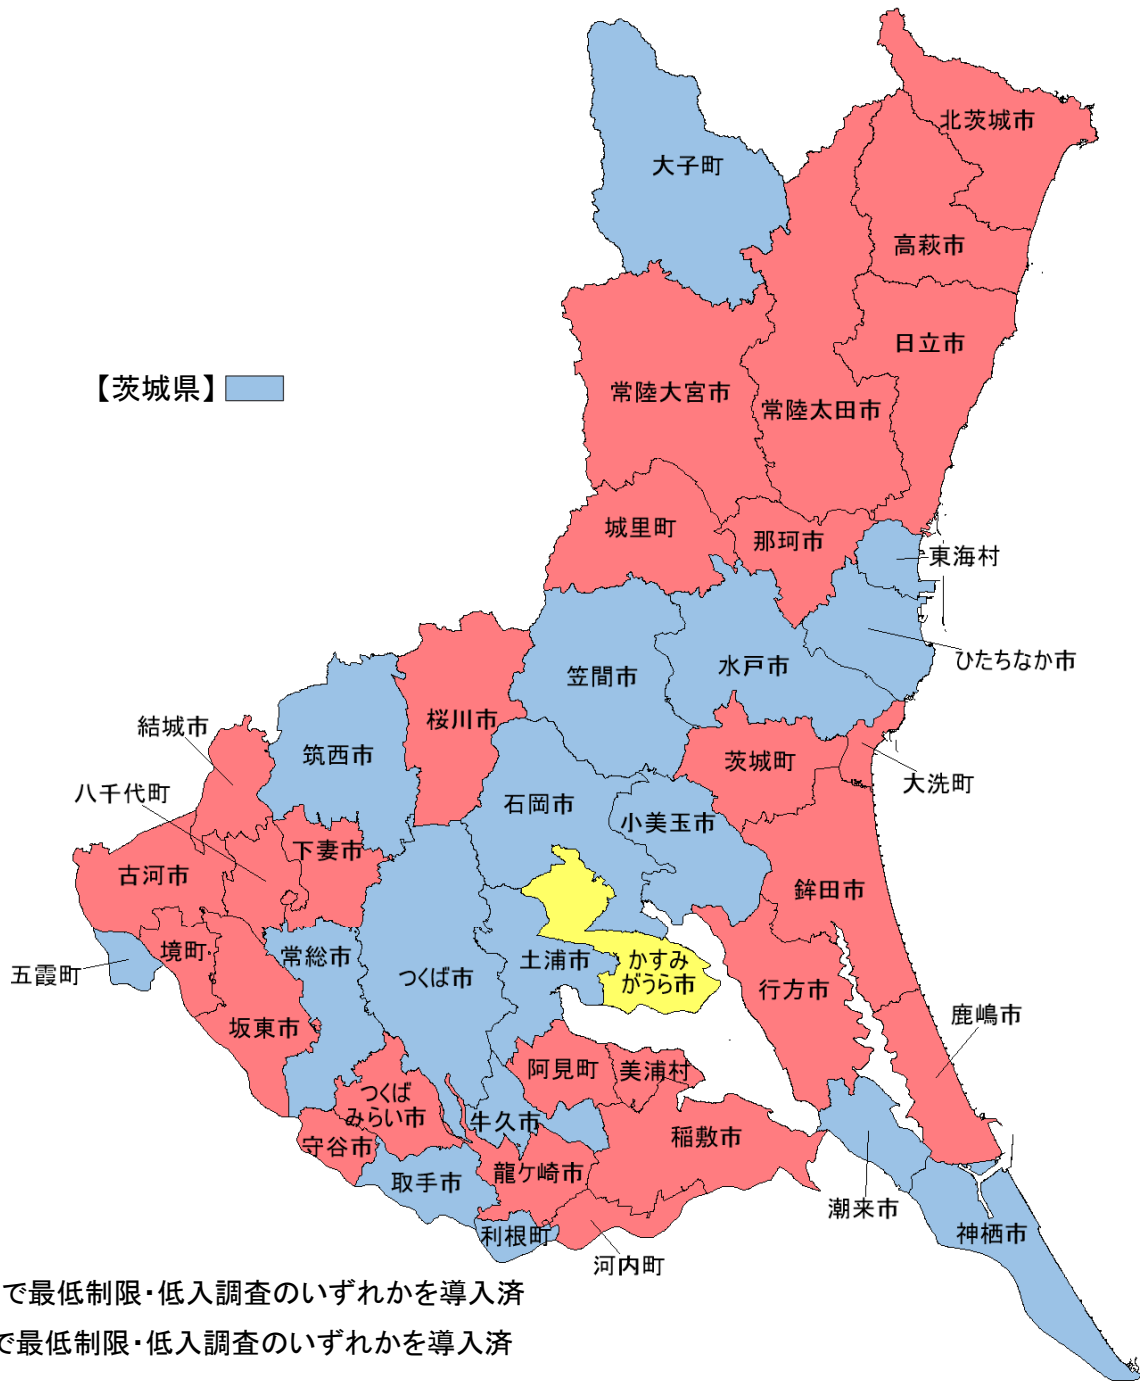 北茨城市
大子町
高萩市
日立市
【茨城県】
常陸大宮市
常陸太田市
城里町
那珂市
東海村
ひたちなか市
水戸市
笠間市
桜川市
結城市
筑西市
茨城町
大洗町
八千代町
石岡市
小美玉市
下妻市
古河市
鉾田市
境町
常総市
土浦市
かすみ
がうら市
五霞町
つくば市
行方市
鹿嶋市
坂東市
阿見町
美浦村
つくば
みらい市
牛久市
稲敷市
守谷市
龍ケ崎市
取手市
潮来市
利根町
神栖市
河内町
で最低制限・低入調査のいずれかを導入済
で最低制限・低入調査のいずれかを導入済